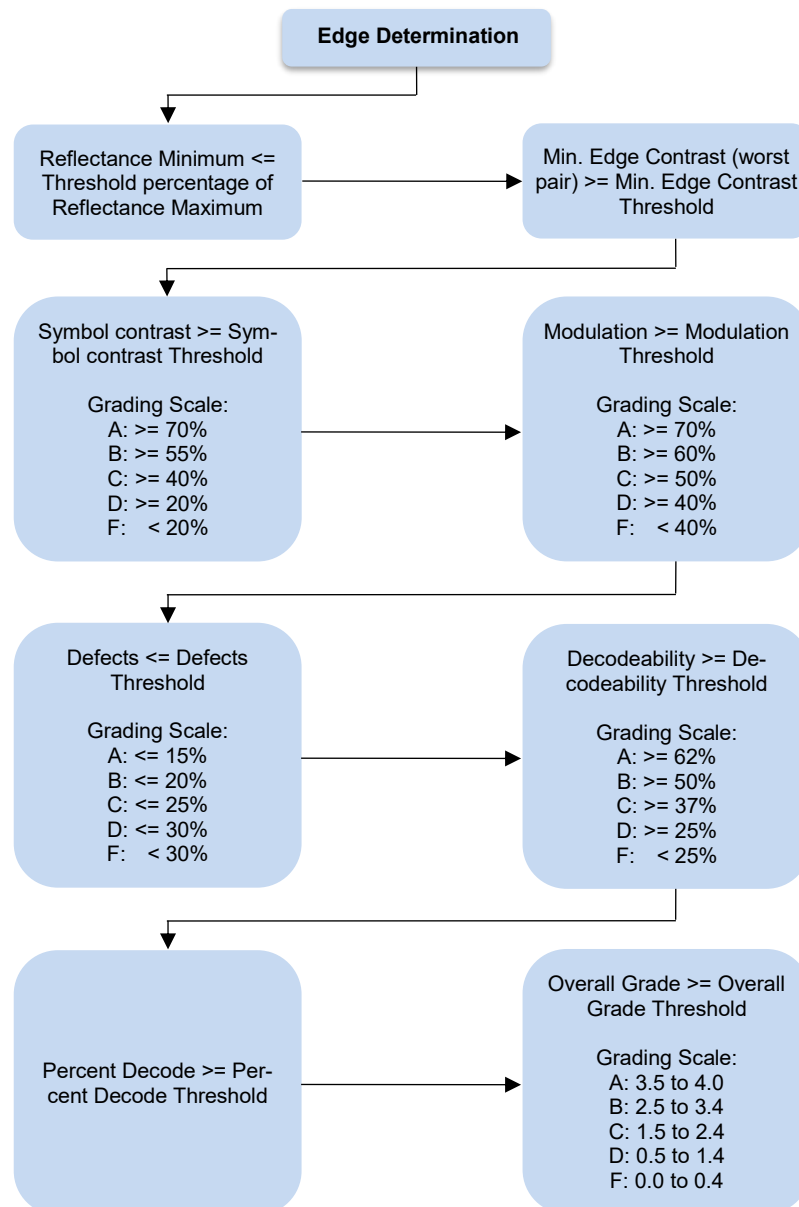 Edge Determination
Reflectance Minimum <=
Threshold percentage of
Reflectance Maximum
Min. Edge Contrast (worst
pair) >= Min. Edge Contrast
Threshold
Symbol contrast >= Sym-
bol contrast Threshold
Grading Scale:
A: >= 70%
B: >= 55%
C: >= 40%
D: >= 20%
F: < 20%
Modulation >= Modulation
Threshold
Grading Scale:
A: >= 70%
B: >= 60%
C: >= 50%
D: >= 40%
F: < 40%
Defects <= Defects
Threshold
Grading Scale:
A: <= 15%
B: <= 20%
C: <= 25%
D: <= 30%
F: < 30%
Decodeability >= De-
codeability Threshold
Grading Scale:
A: >= 62%
B: >= 50%
C: >= 37%
D: >= 25%
F: < 25%
Percent Decode >= Per-
cent Decode Threshold
Overall Grade >= Overall
Grade Threshold
Grading Scale:
A: 3.5 to 4.0
B: 2.5 to 3.4
C: 1.5 to 2.4
D: 0.5 to 1.4
F: 0.0 to 0.4